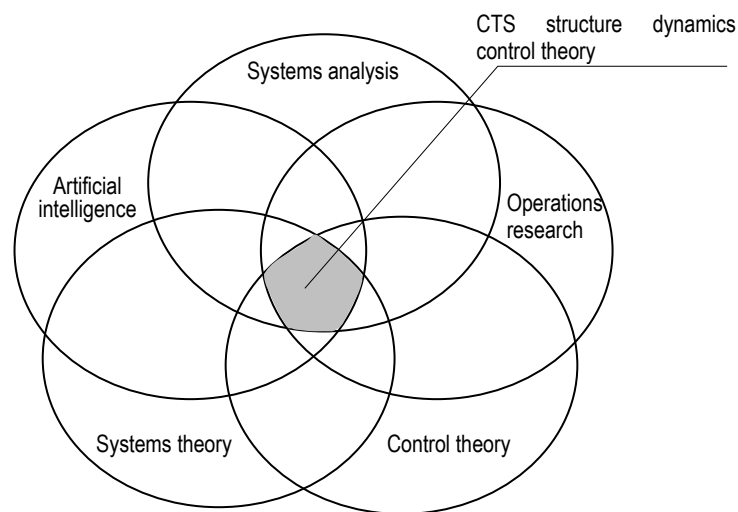 CTS structure dynamics
control theory
Systems analysis
Artificial
intelligence
Operations
research
Systems theory
Control theory